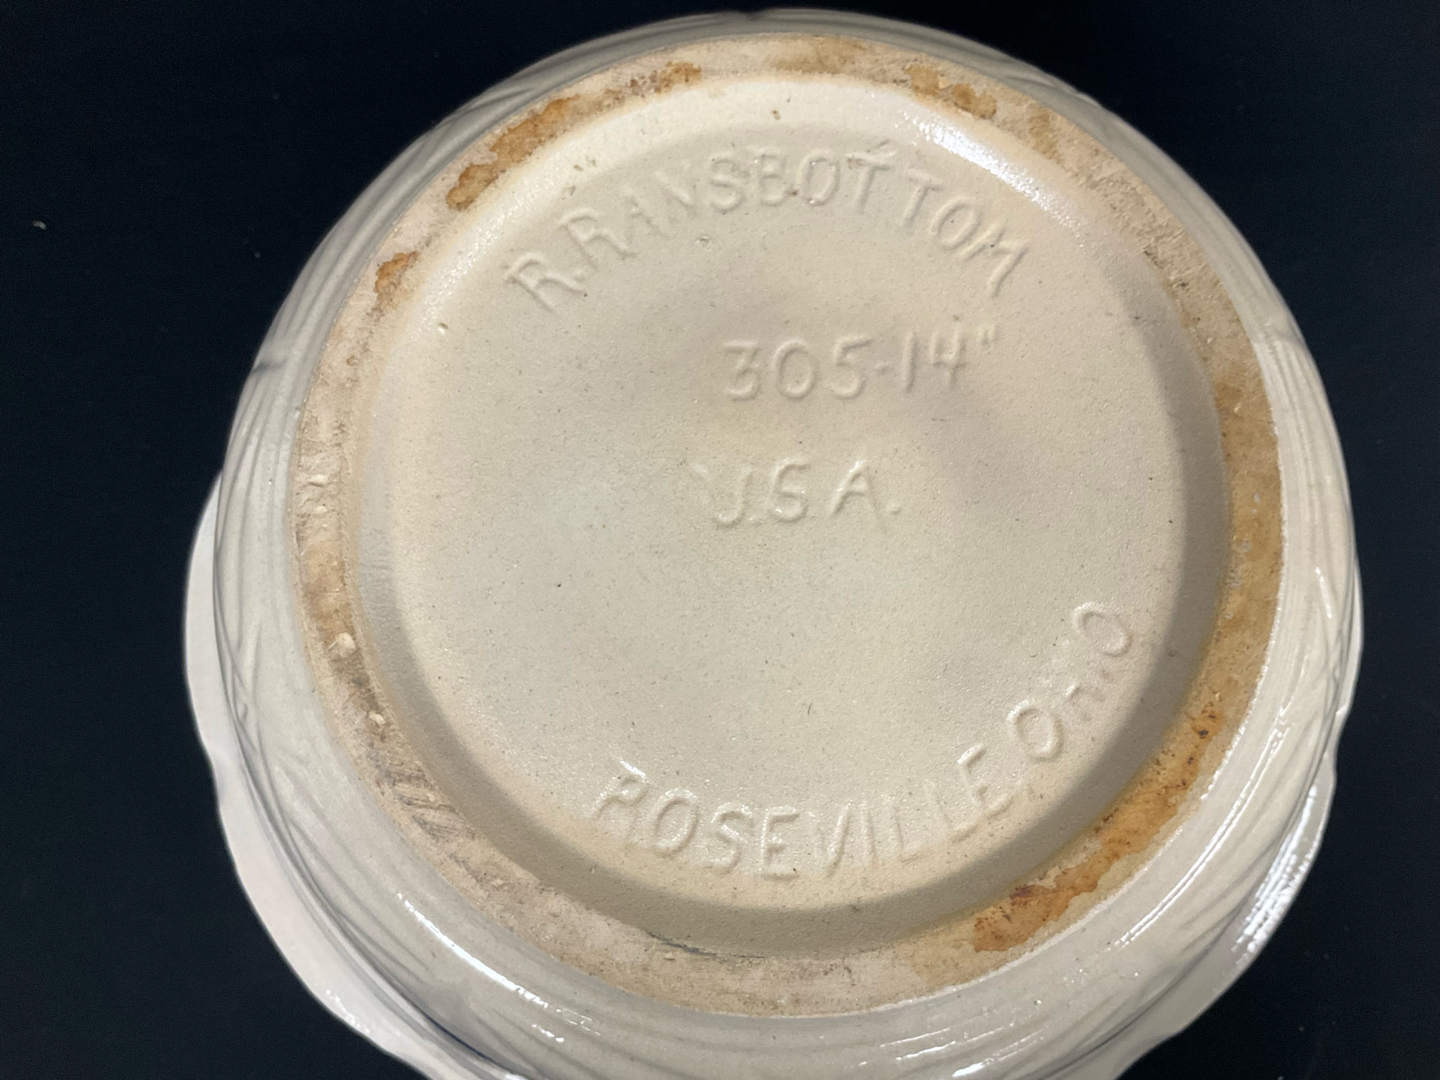 R.RANSBOTTOM
305-14"
U.S.A.
ROSEVILLE, OHIO